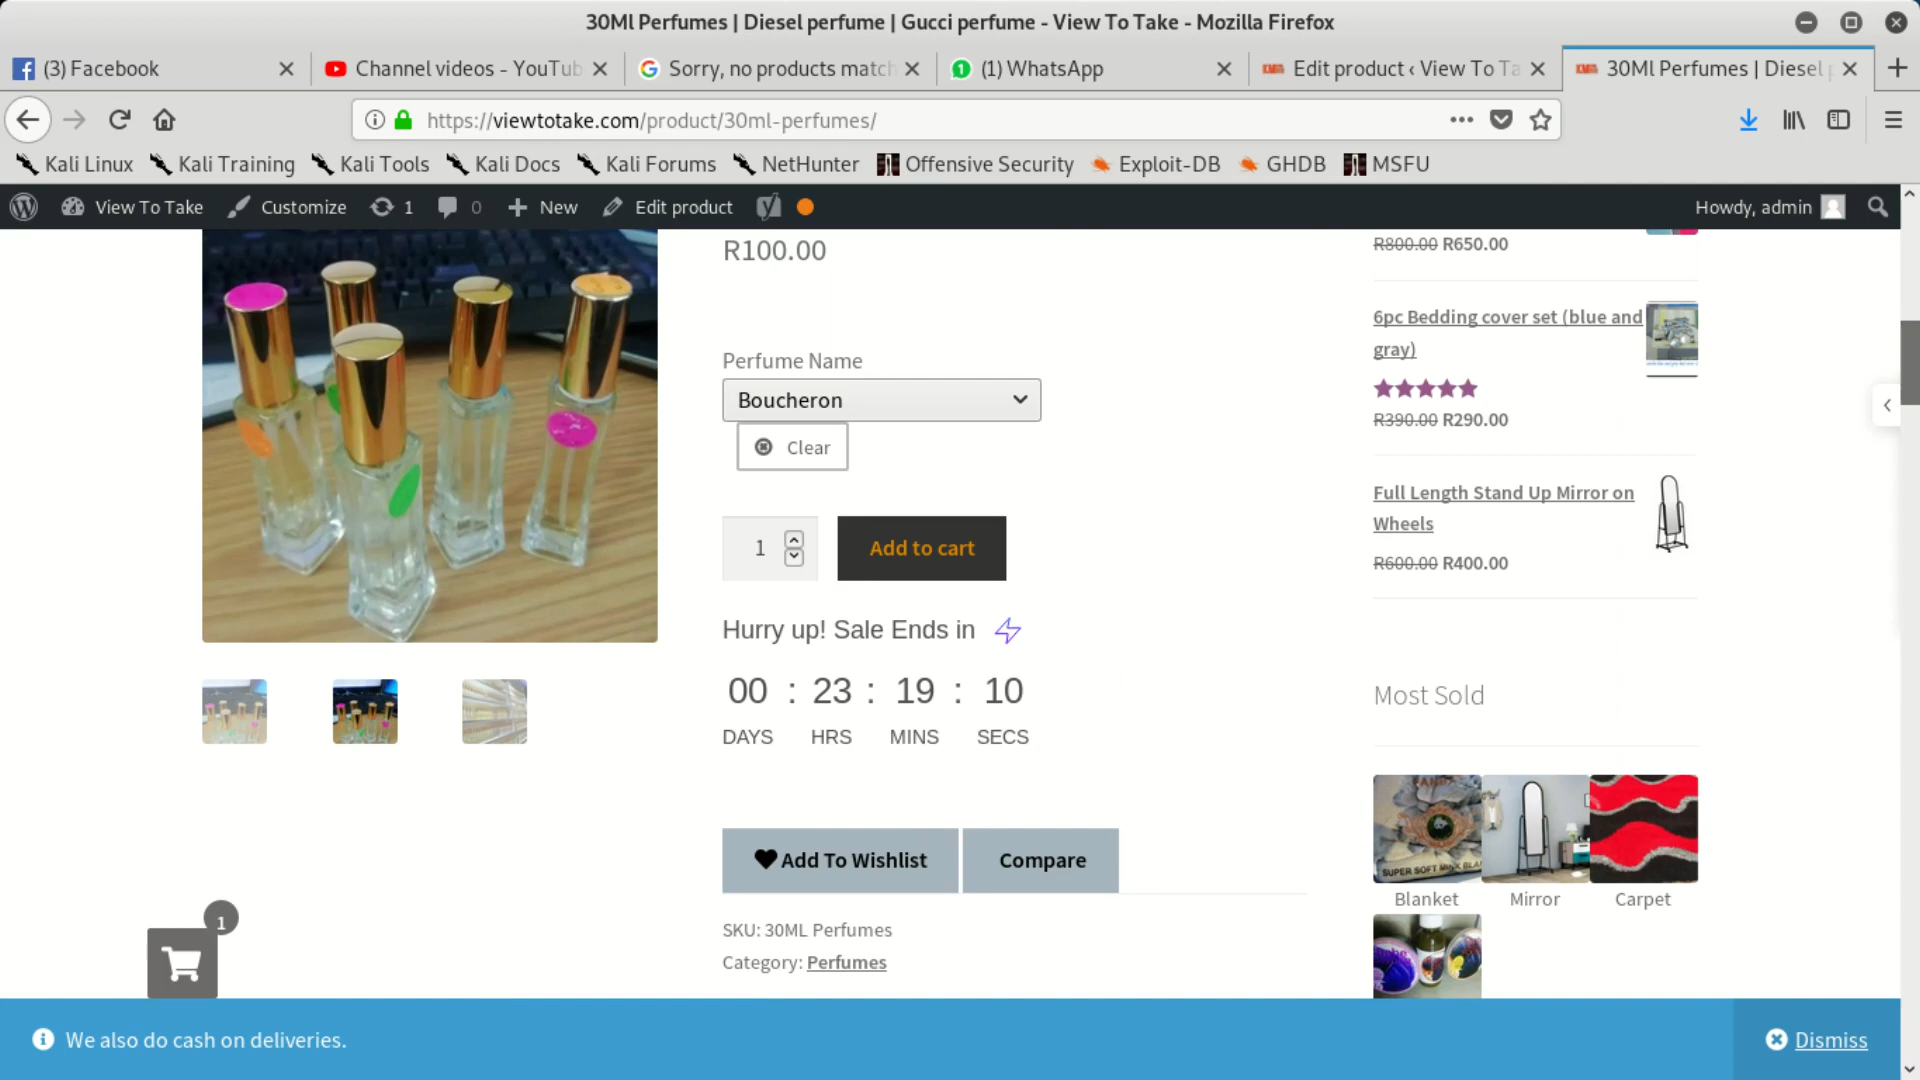 30Ml Perfumes | Diesel perfume | Gucci perfume - View To Take - Mozilla Firefox
(3) Facebook
Channel videos - YouTub
Sorry, no products match
(1) WhatsApp
Edit product ‹ View To Ta
30Ml Perfumes | Diesel p
https://viewtotake.com/product/30ml-perfumes/
Kali Linux
Kali Training
Kali Tools
Kali Docs
Kali Forums
NetHunter
Offensive Security
Exploit-DB
GHDB
MSFU
View To Take
Customize
1
0
New
Edit product
Howdy, admin
R100.00
Perfume Name
Boucheron
Clear
1
Add to cart
Hurry up! Sale Ends in
00 : 23 : 19 : 10
DAYS HRS MINS SECS
Add To Wishlist
Compare
SKU: 30ML Perfumes
Category: Perfumes
R800.00 R650.00
6pc Bedding cover set (blue and
gray)
R390.00 R290.00
Full Length Stand Up Mirror on
Wheels
R600.00 R400.00
Most Sold
SUPER SOFT MINK BLAN
Blanket
Mirror
Carpet
1
We also do cash on deliveries.
Dismiss